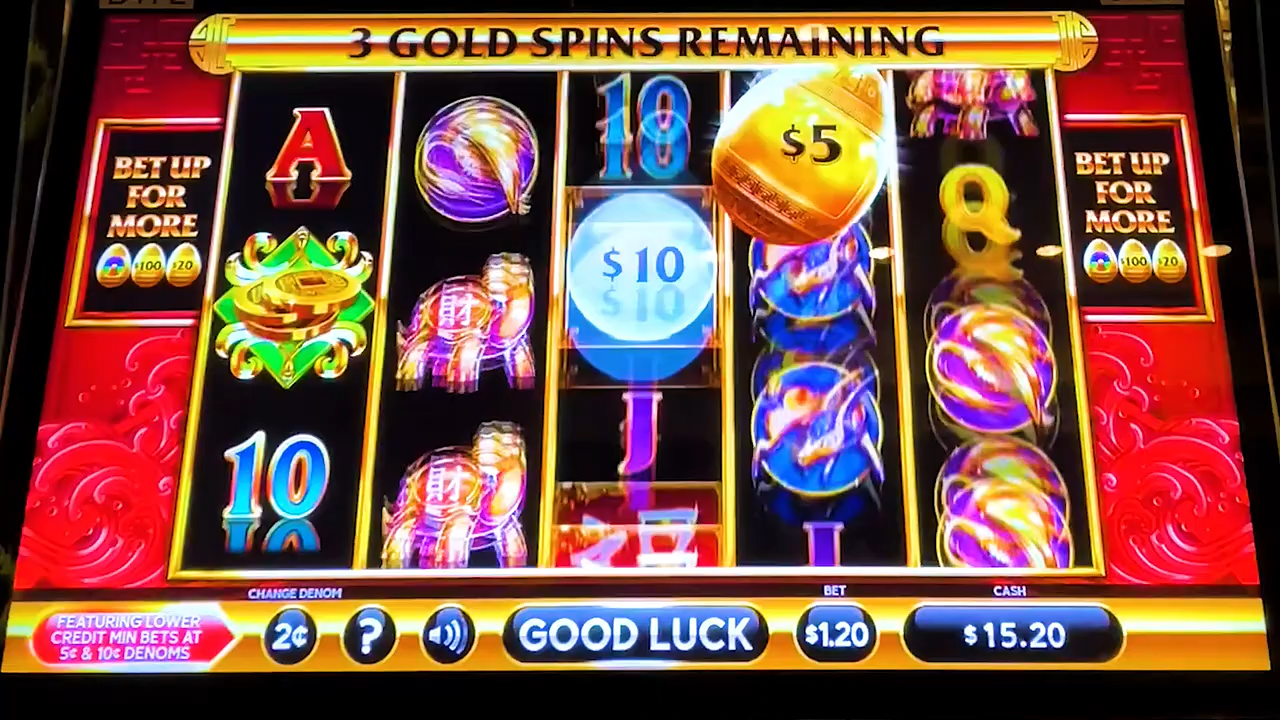 3 GOLD SPINS REMAINING
BET UP
FOR
MORE
$100 $20
A
10
10
$5
Q
$10
財
J
10
財
J
BET UP
FOR
MORE
$100 $20
CHANGE DENOM
BET
CASH
FEATURING LOWER
CREDIT MIN BETS AT
5¢ & 10¢ DENOMS
2¢
?
GOOD LUCK
$1.20
$15.20